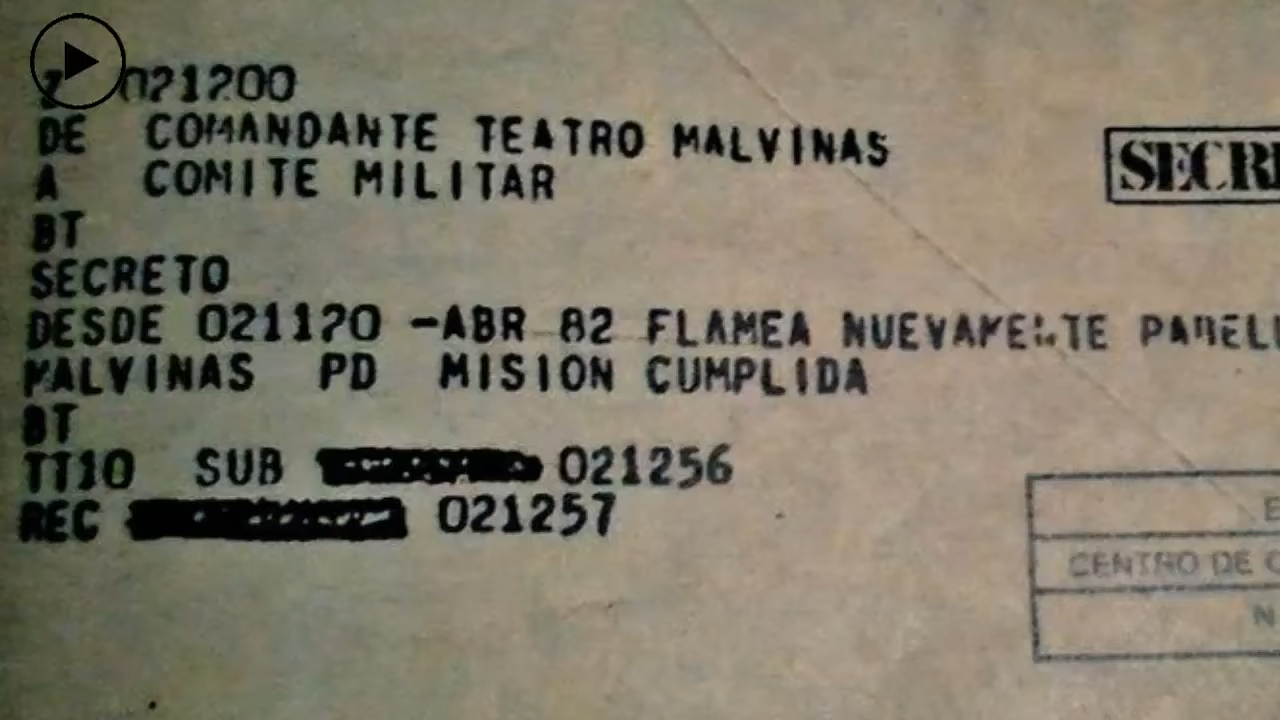 Z 021200
DE COMANDANTE TEATRO MALVINAS
A COMITE MILITAR
BT
SECRETO
DESDE 021120 -ABR 82 FLAMEA NUEVAMENTE
MALVINAS PD MISION CUMPLIDA
BT
TT10 SUB 021256
REC 021257
SECRE
CENTRO DE C
N